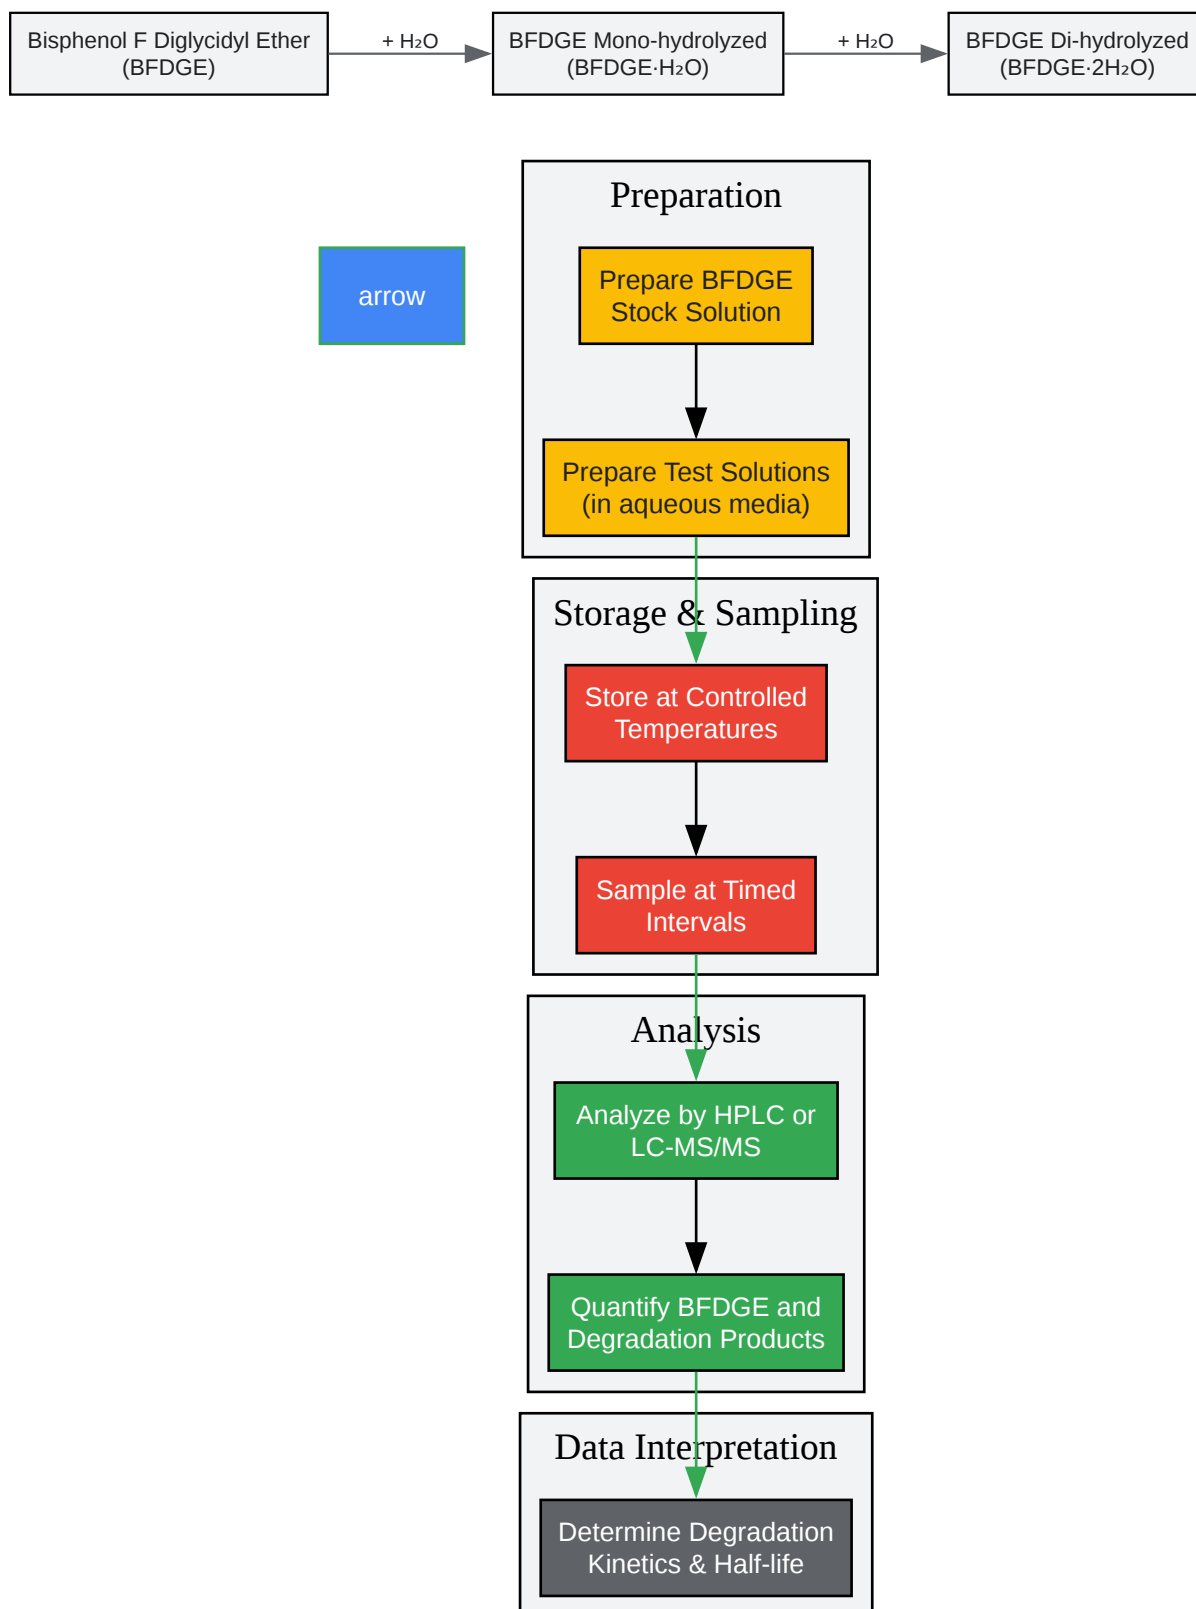 Bisphenol F Diglycidyl Ether
(BFDGE)
+ H₂O
BFDGE Mono-hydrolyzed
(BFDGE·H₂O)
+ H₂O
BFDGE Di-hydrolyzed
(BFDGE·2H₂O)
Preparation
arrow
Prepare BFDGE
Stock Solution
Prepare Test Solutions
(in aqueous media)
Storage & Sampling
Store at Controlled
Temperatures
Sample at Timed
Intervals
Analysis
Analyze by HPLC or
LC-MS/MS
Quantify BFDGE and
Degradation Products
Data Interpretation
Determine Degradation
Kinetics & Half-life